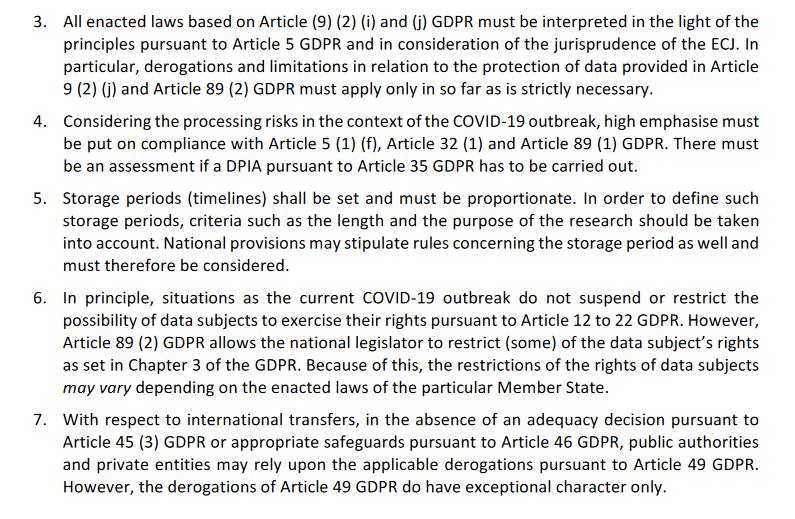 3. All enacted laws based on Article (9) (2) (i) and (j) GDPR must be interpreted in the light of the
principles pursuant to Article 5 GDPR and in consideration of the jurisprudence of the ECJ. In
particular, derogations and limitations in relation to the protection of data provided in Article
9 (2) (j) and Article 89 (2) GDPR must apply only in so far as is strictly necessary.
4. Considering the processing risks in the context of the COVID-19 outbreak, high emphasise must
be put on compliance with Article 5 (1) (f), Article 32 (1) and Article 89 (1) GDPR. There must
be an assessment if a DPIA pursuant to Article 35 GDPR has to be carried out.
5. Storage periods (timelines) shall be set and must be proportionate. In order to define such
storage periods, criteria such as the length and the purpose of the research should be taken
into account. National provisions may stipulate rules concerning the storage period as well and
must therefore be considered.
6. In principle, situations as the current COVID-19 outbreak do not suspend or restrict the
possibility of data subjects to exercise their rights pursuant to Article 12 to 22 GDPR. However,
Article 89 (2) GDPR allows the national legislator to restrict (some) of the data subject's rights
as set in Chapter 3 of the GDPR. Because of this, the restrictions of the rights of data subjects
may vary depending on the enacted laws of the particular Member State.
7. With respect to international transfers, in the absence of an adequacy decision pursuant to
Article 45 (3) GDPR or appropriate safeguards pursuant to Article 46 GDPR, public authorities
and private entities may rely upon the applicable derogations pursuant to Article 49 GDPR.
However, the derogations of Article 49 GDPR do have exceptional character only.